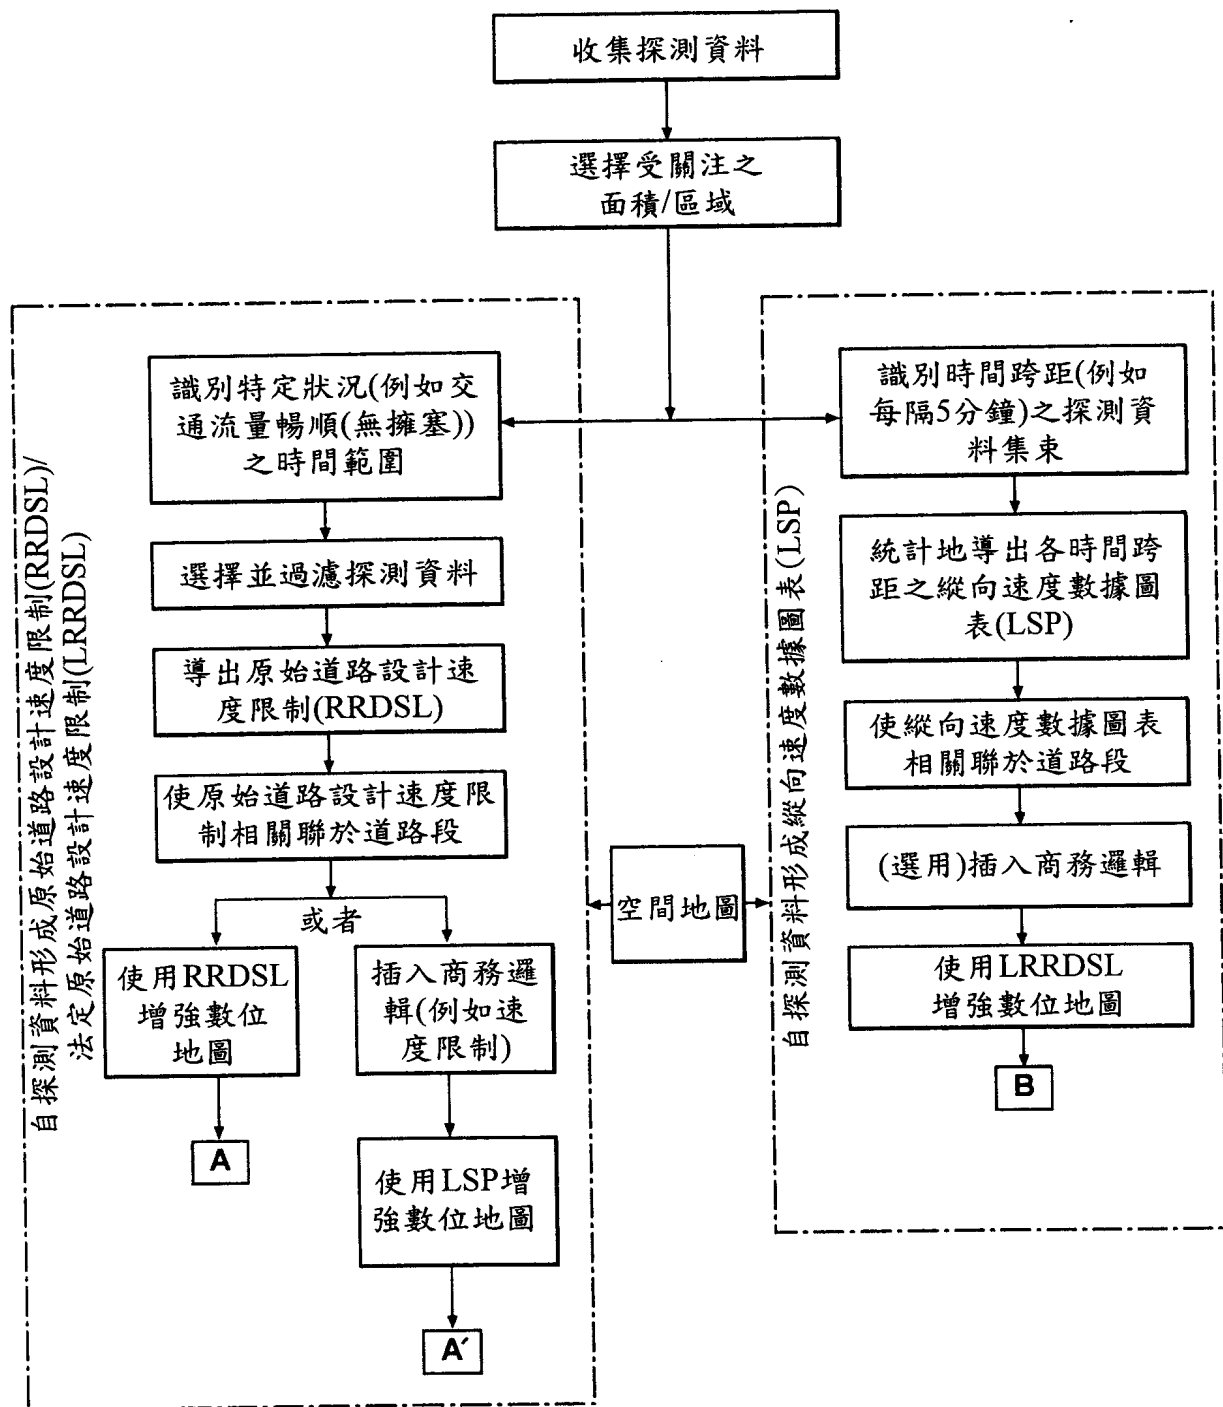 收集探測資料
選擇受關注之
面積/區域
自探測資料形成原始道路設計速度限制(RRDSL)/
法定原始道路設計速度限制(LRRDSL)
識別特定狀況(例如交
通流量暢順(無擁塞))
之時間範圍
選擇並過濾探測資料
導出原始道路設計速
度限制(RRDSL)
使原始道路設計速度限
制相關聯於道路段
或者
使用RRDSL
增強數位
地圖
A
插入商務邏
輯(例如速
度限制)
使用LSP增
強數位地圖
A´
空間地圖
自探測資料形成縱向速度數據圖表(LSP)
識別時間跨距(例如
每隔5分鐘)之探測資
料集束
統計地導出各時間跨
距之縱向速度數據圖
表(LSP)
使縱向速度數據圖表
相關聯於道路段
(選用)插入商務邏輯
使用LRRDSL
增強數位地圖
B